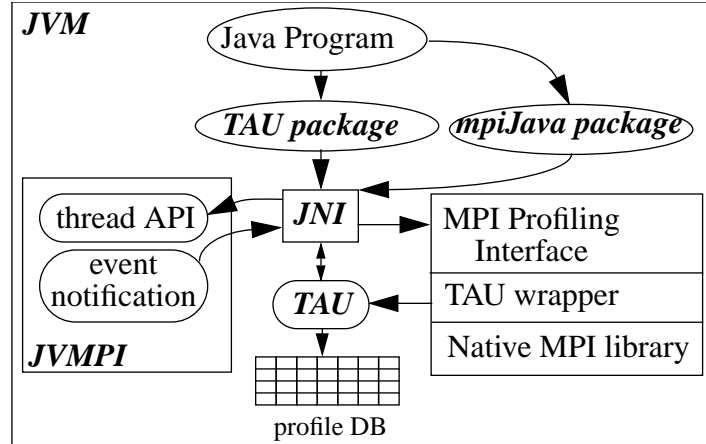 JVM
Java Program
TAU package
mpiJava package
thread API
JNI
MPI Profiling
Interface
event
notification
TAU
TAU wrapper
JVMPI
Native MPI library
profile DB